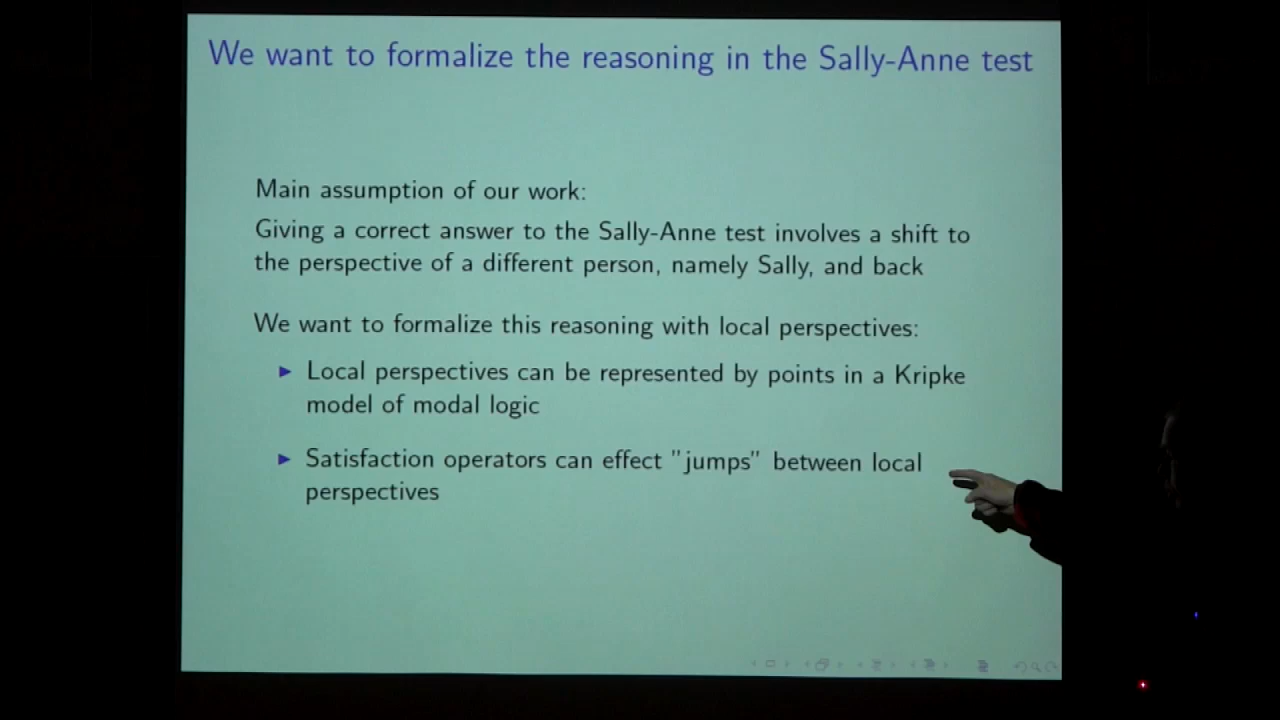 We want to formalize the reasoning in the Sally-Anne test
Main assumption of our work:
Giving a correct answer to the Sally-Anne test involves a shift to
the perspective of a different person, namely Sally, and back
We want to formalize this reasoning with local perspectives:
▶ Local perspectives can be represented by points in a Kripke
model of modal logic
▶ Satisfaction operators can effect "jumps" between local
perspectives